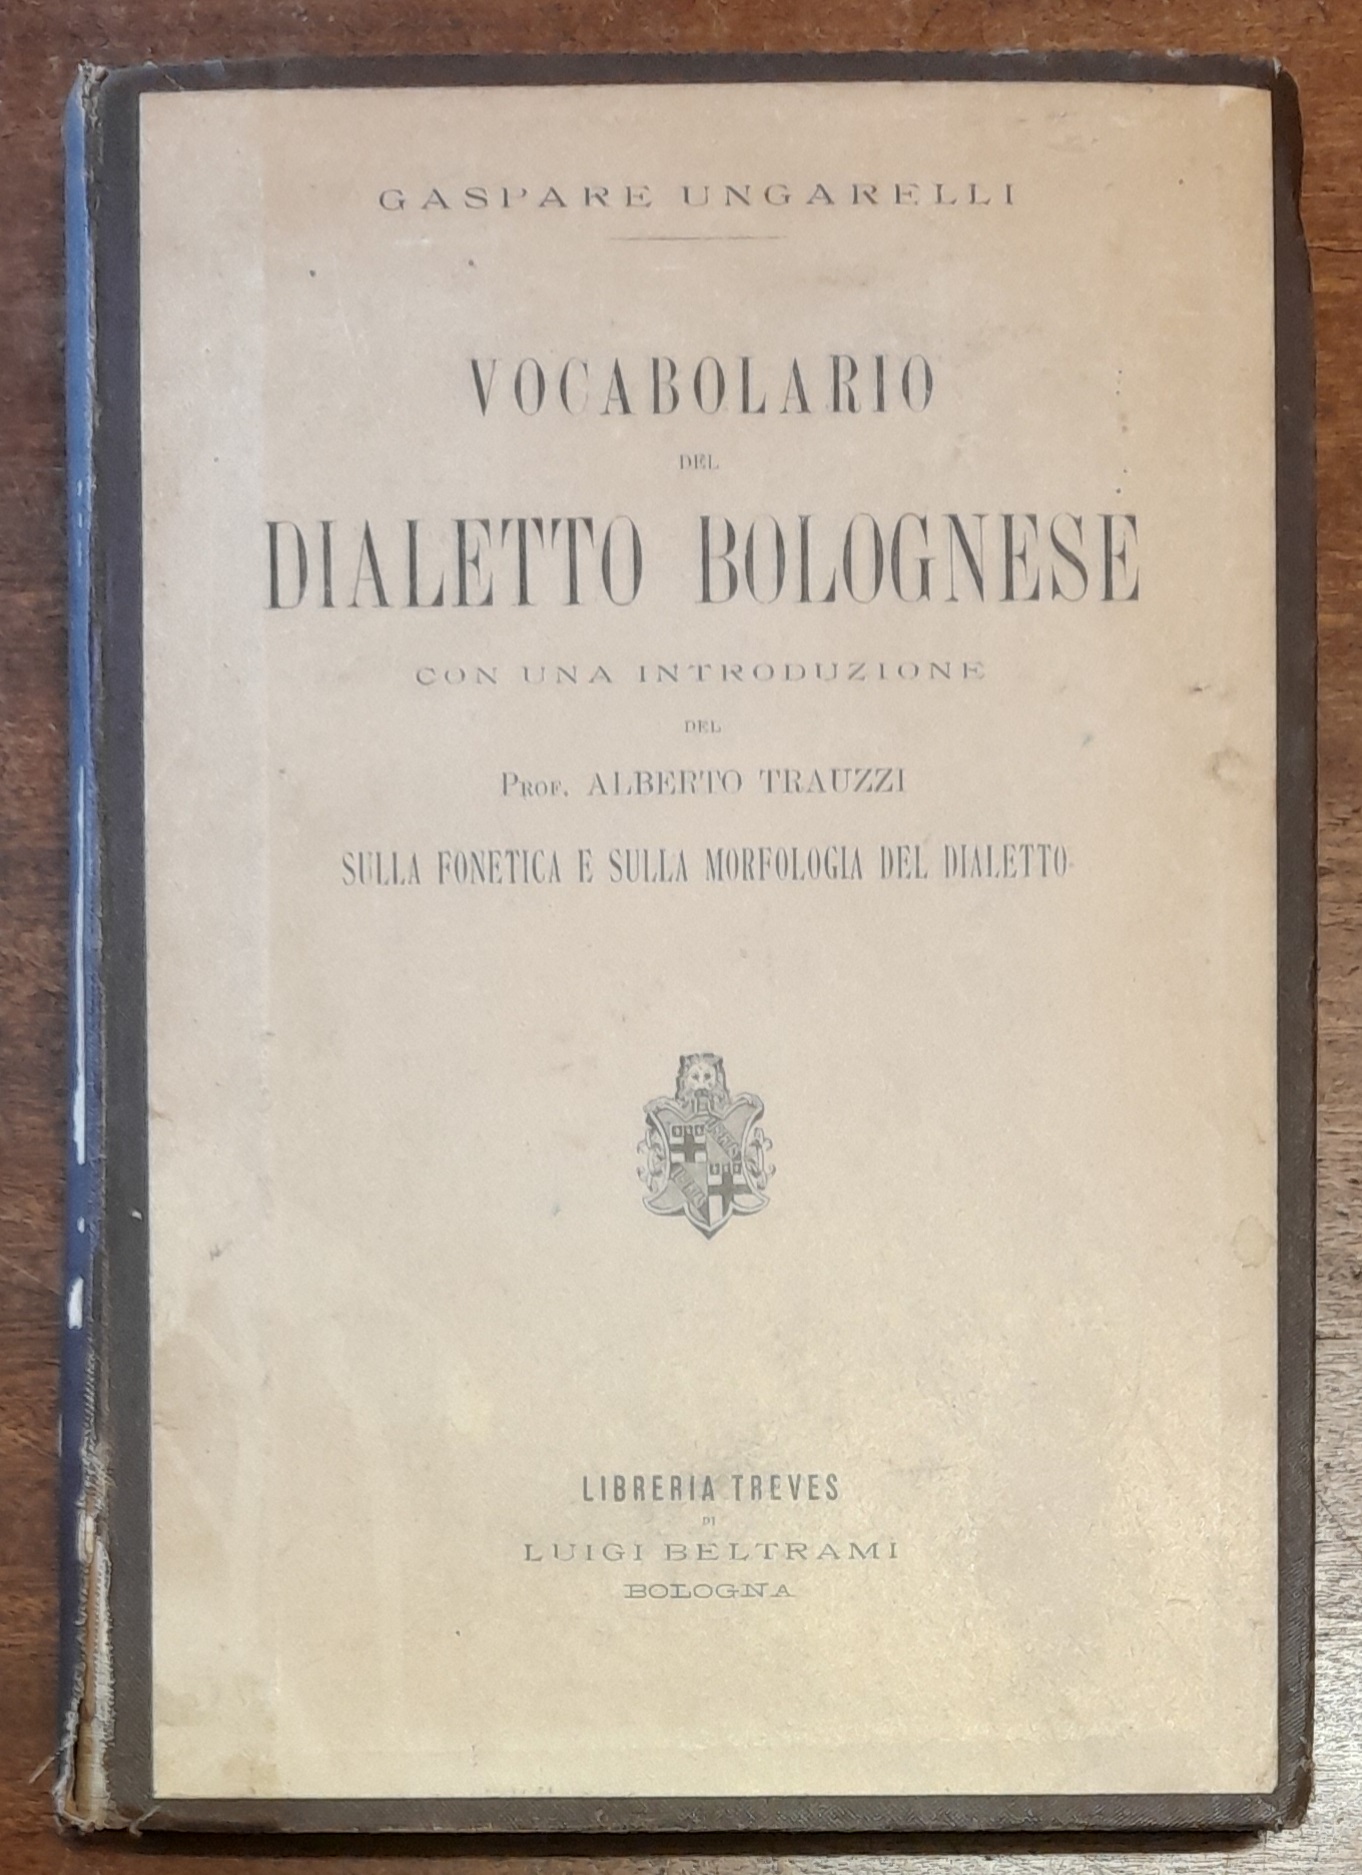 GASPARE UNGARELLI
VOCABOLARIO
DEL
DIALETTO BOLOGNESE
CON UNA INTRODUZIONE
DEL
PROF. ALBERTO TRAUZZI
SULLA FONETICA E SULLA MORFOLOGIA DEL DIALETTO
LIBRERIA TREVES
DI
LUIGI BELTRAMI
BOLOGNA